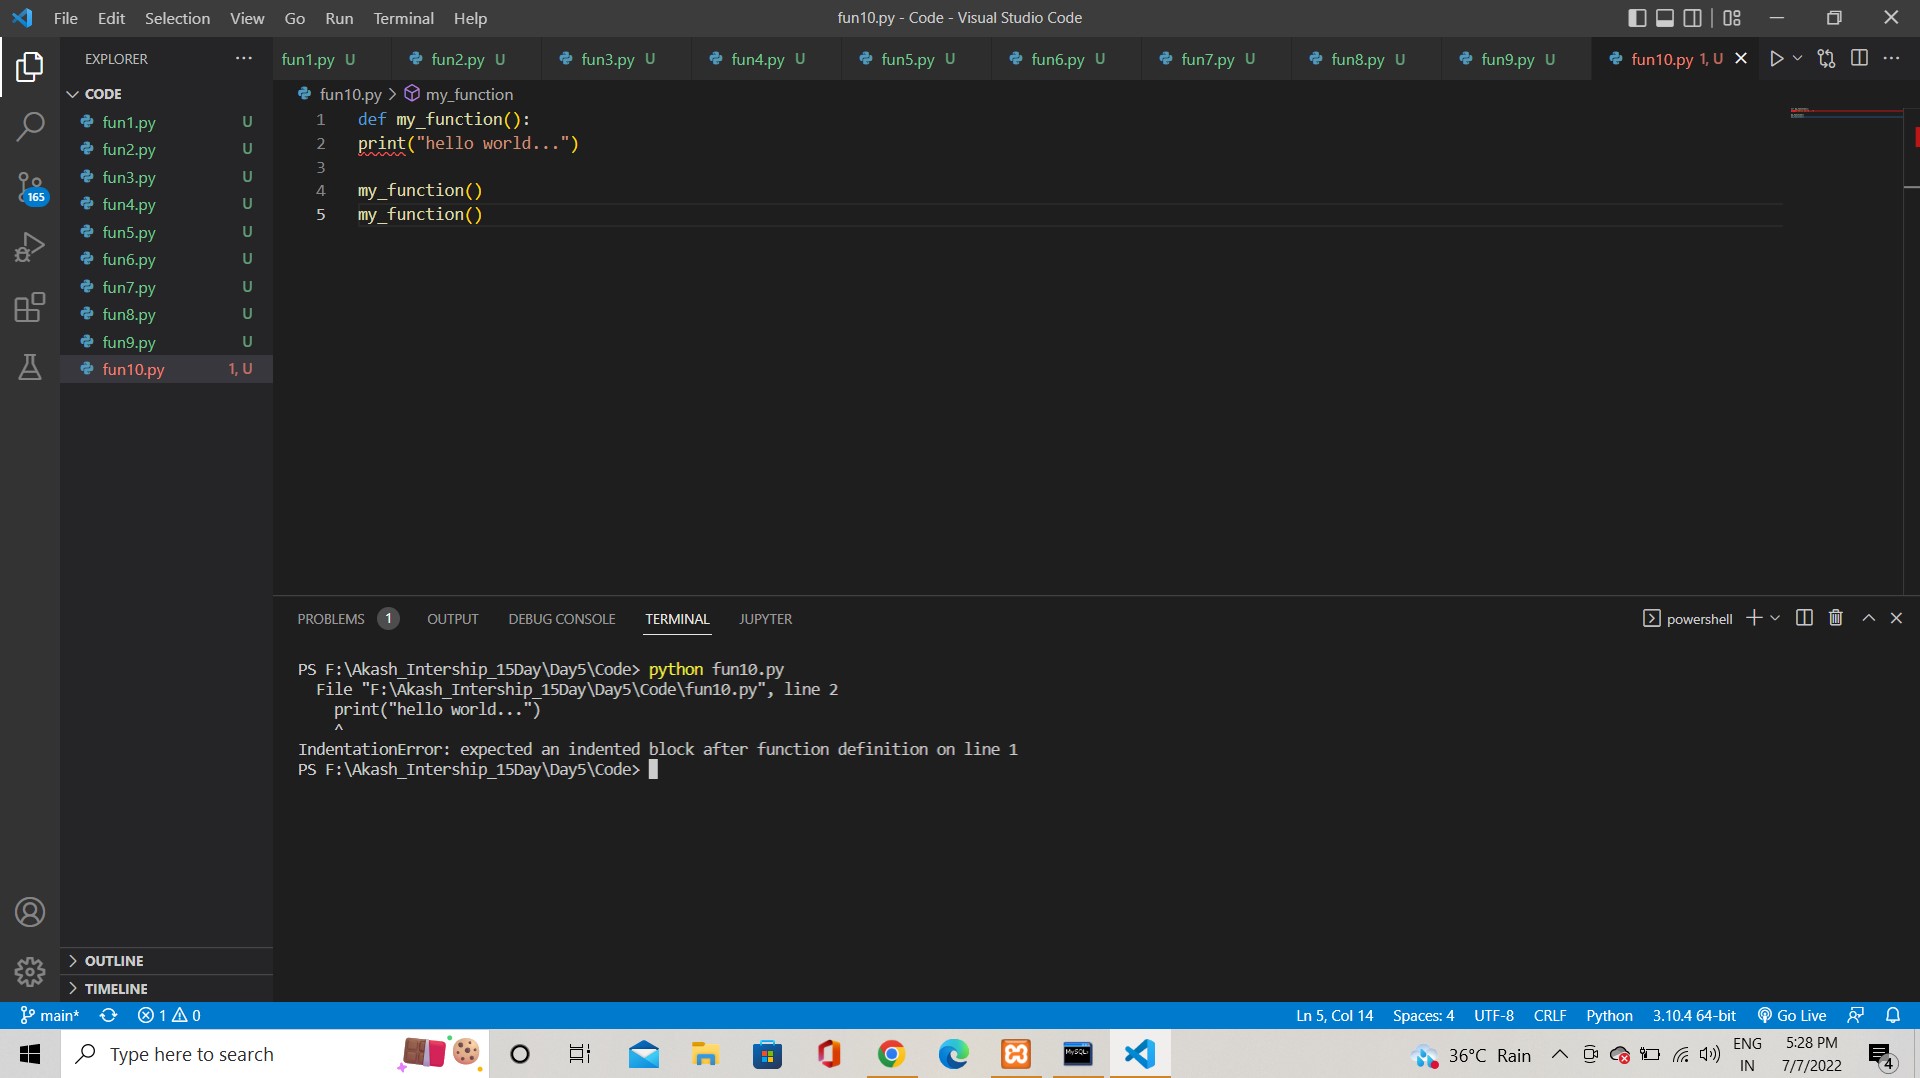 File Edit Selection View Go Run Terminal Help fun10.py - Code - Visual Studio Code
EXPLORER ··· fun1.py U fun2.py U fun3.py U fun4.py U fun5.py U fun6.py U fun7.py U fun8.py U fun9.py U fun10.py 1, U
CODE
fun10.py > my_function
fun1.py U
fun2.py U
fun3.py U
fun4.py U
fun5.py U
fun6.py U
fun7.py U
fun8.py U
fun9.py U
fun10.py 1, U
165
1 def my_function():
2 print("hello world...")
3
4 my_function()
5 my_function()
PROBLEMS 1 OUTPUT DEBUG CONSOLE TERMINAL JUPYTER powershell
PS F:\Akash_Intership_15Day\Day5\Code> python fun10.py
File "F:\Akash_Intership_15Day\Day5\Code\fun10.py", line 2
print("hello world...")
^
IndentationError: expected an indented block after function definition on line 1
PS F:\Akash_Intership_15Day\Day5\Code>
OUTLINE
TIMELINE
main* 1 0 Ln 5, Col 14 Spaces: 4 UTF-8 CRLF Python 3.10.4 64-bit Go Live
Type here to search MySQL 36°C Rain ENG IN 5:28 PM 7/7/2022 4